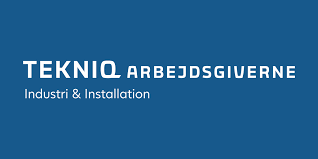 TEKNIQ ARBEJDSGIVERNE
Industri & Installation